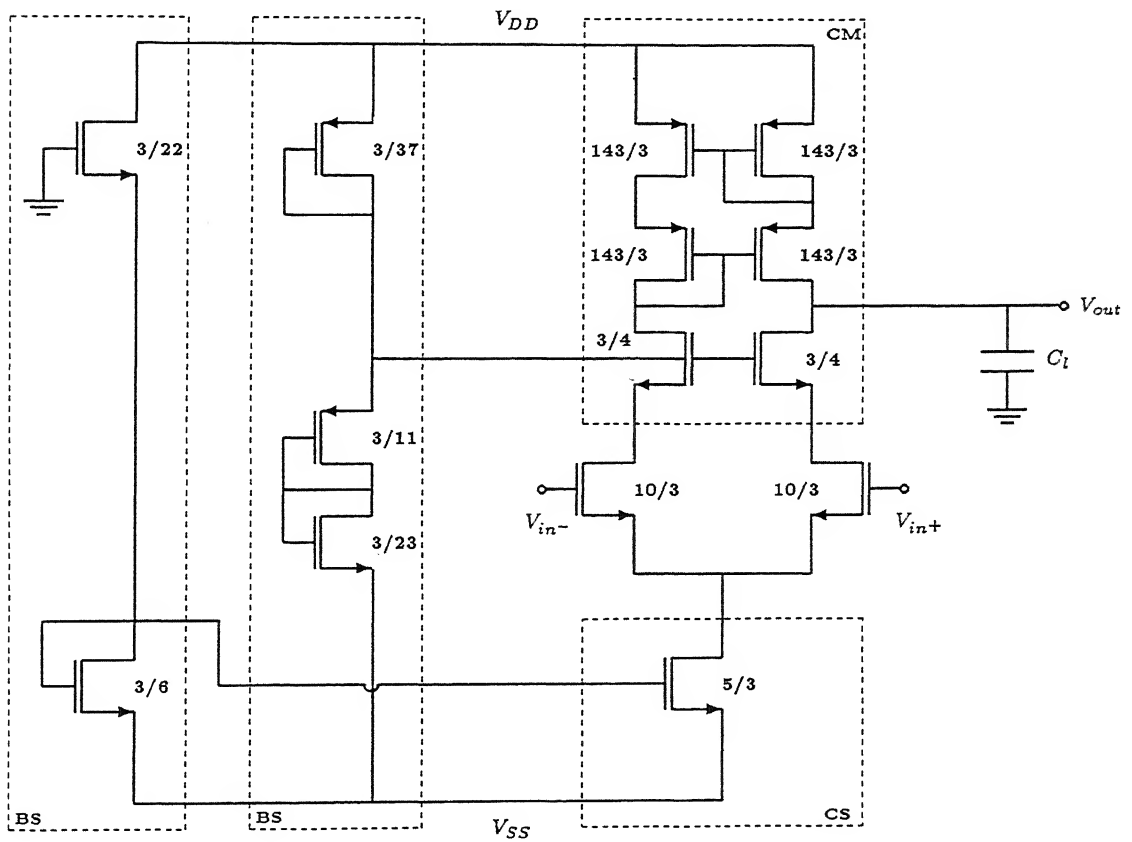 V_DD
CM
3/22
3/37
143/3
143/3
143/3
143/3
V_out
3/4
3/4
C_l
3/11
10/3
10/3
V_in-
V_in+
3/23
3/6
5/3
BS
BS
V_SS
CS